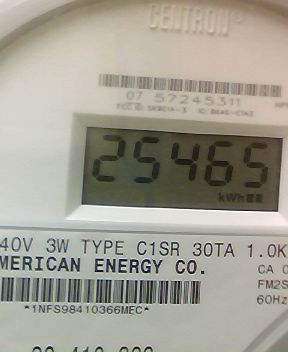 CENTRON®
07 57245311
25465
kWh
40V 3W TYPE C1SR 30TA 1.0K
MERICAN ENERGY CO.
CA 0
FM2S
60Hz
*1NFS98410366MEC*